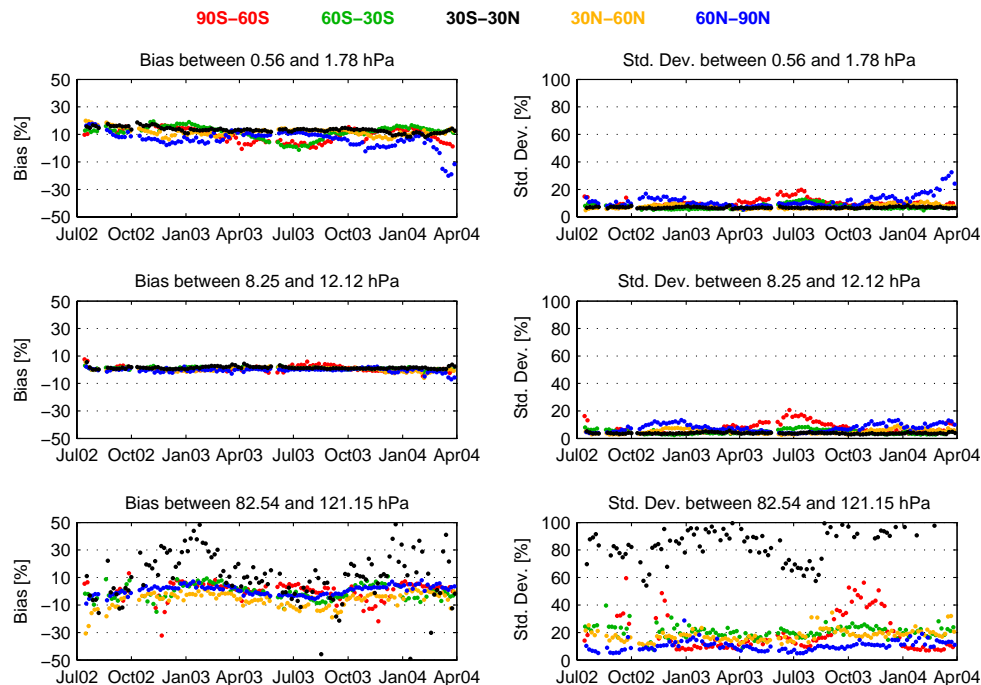 90S−60S 60S−30S 30S−30N 30N−60N 60N−90N
Bias between 0.56 and 1.78 hPa
Bias [%]
50
30
10
−10
−30
−50
Jul02 Oct02 Jan03 Apr03 Jul03 Oct03 Jan04 Apr04
Std. Dev. between 0.56 and 1.78 hPa
Std. Dev. [%]
100
80
60
40
20
0
Jul02 Oct02 Jan03 Apr03 Jul03 Oct03 Jan04 Apr04
Bias between 8.25 and 12.12 hPa
Bias [%]
50
30
10
−10
−30
−50
Jul02 Oct02 Jan03 Apr03 Jul03 Oct03 Jan04 Apr04
Std. Dev. between 8.25 and 12.12 hPa
Std. Dev. [%]
100
80
60
40
20
0
Jul02 Oct02 Jan03 Apr03 Jul03 Oct03 Jan04 Apr04
Bias between 82.54 and 121.15 hPa
Bias [%]
50
30
10
−10
−30
−50
Jul02 Oct02 Jan03 Apr03 Jul03 Oct03 Jan04 Apr04
Std. Dev. between 82.54 and 121.15 hPa
Std. Dev. [%]
100
80
60
40
20
0
Jul02 Oct02 Jan03 Apr03 Jul03 Oct03 Jan04 Apr04